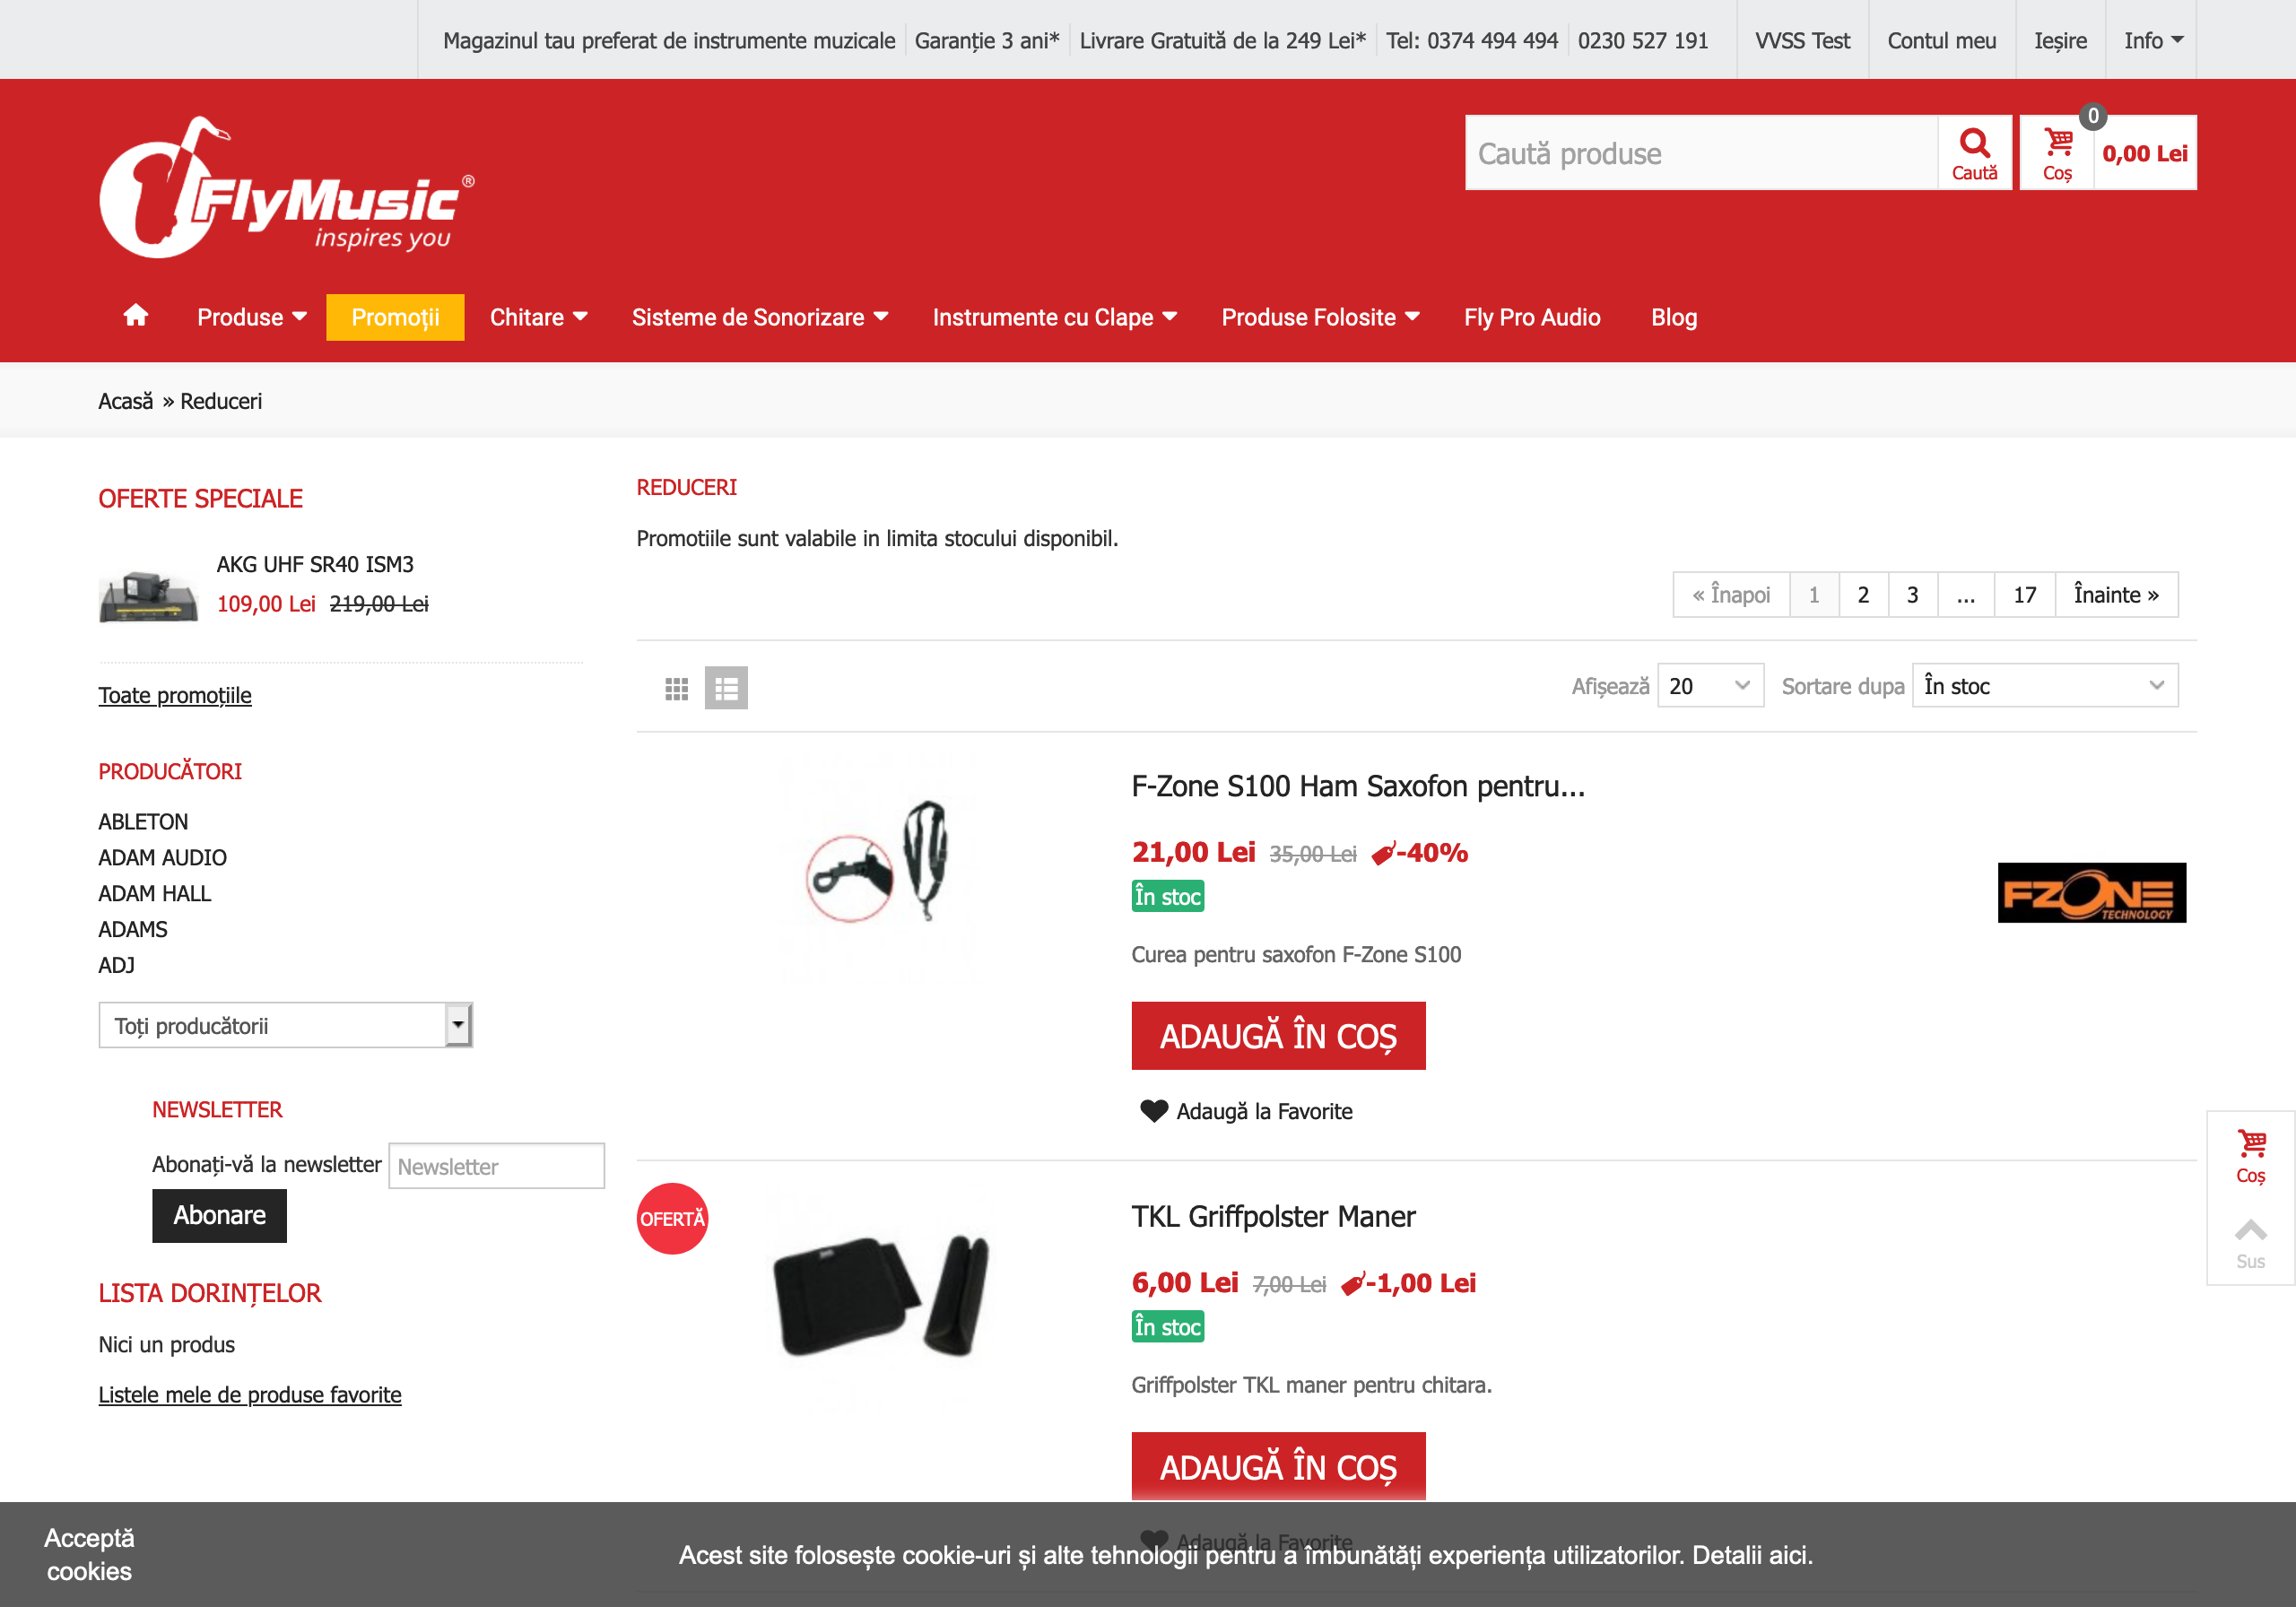 Magazinul tau preferat de instrumente muzicale Garanție 3 ani* Livrare Gratuită de la 249 Lei* Tel: 0374 494 494 0230 527 191 VVSS Test Contul meu Ieșire Info
FlyMusic®
inspires you
Caută produse
Caută
0
Coș
0,00 Lei
Produse Promoții Chitare Sisteme de Sonorizare Instrumente cu Clape Produse Folosite Fly Pro Audio Blog
Acasă » Reduceri
OFERTE SPECIALE
AKG UHF SR40 ISM3
109,00 Lei 219,00 Lei
Toate promoțiile
PRODUCĂTORI
ABLETON
ADAM AUDIO
ADAM HALL
ADAMS
ADJ
Toți producătorii
NEWSLETTER
Abonați-vă la newsletter Newsletter
Abonare
LISTA DORINȚELOR
Nici un produs
Listele mele de produse favorite
REDUCERI
Promotiile sunt valabile in limita stocului disponibil.
« Înapoi 1 2 3 ... 17 Înainte »
Afișează 20 Sortare dupa În stoc
F-Zone S100 Ham Saxofon pentru...
21,00 Lei 35,00 Lei -40%
În stoc
Curea pentru saxofon F-Zone S100
ADAUGĂ ÎN COȘ
Adaugă la Favorite
FZONE
TECHNOLOGY
OFERTĂ
TKL Griffpolster Maner
6,00 Lei 7,00 Lei -1,00 Lei
În stoc
Griffpolster TKL maner pentru chitara.
ADAUGĂ ÎN COȘ
Adaugă la Favorite
Coș
Sus
Acceptă
cookies
Acest site folosește cookie-uri și alte tehnologii pentru a îmbunătăți experiența utilizatorilor. Detalii aici.